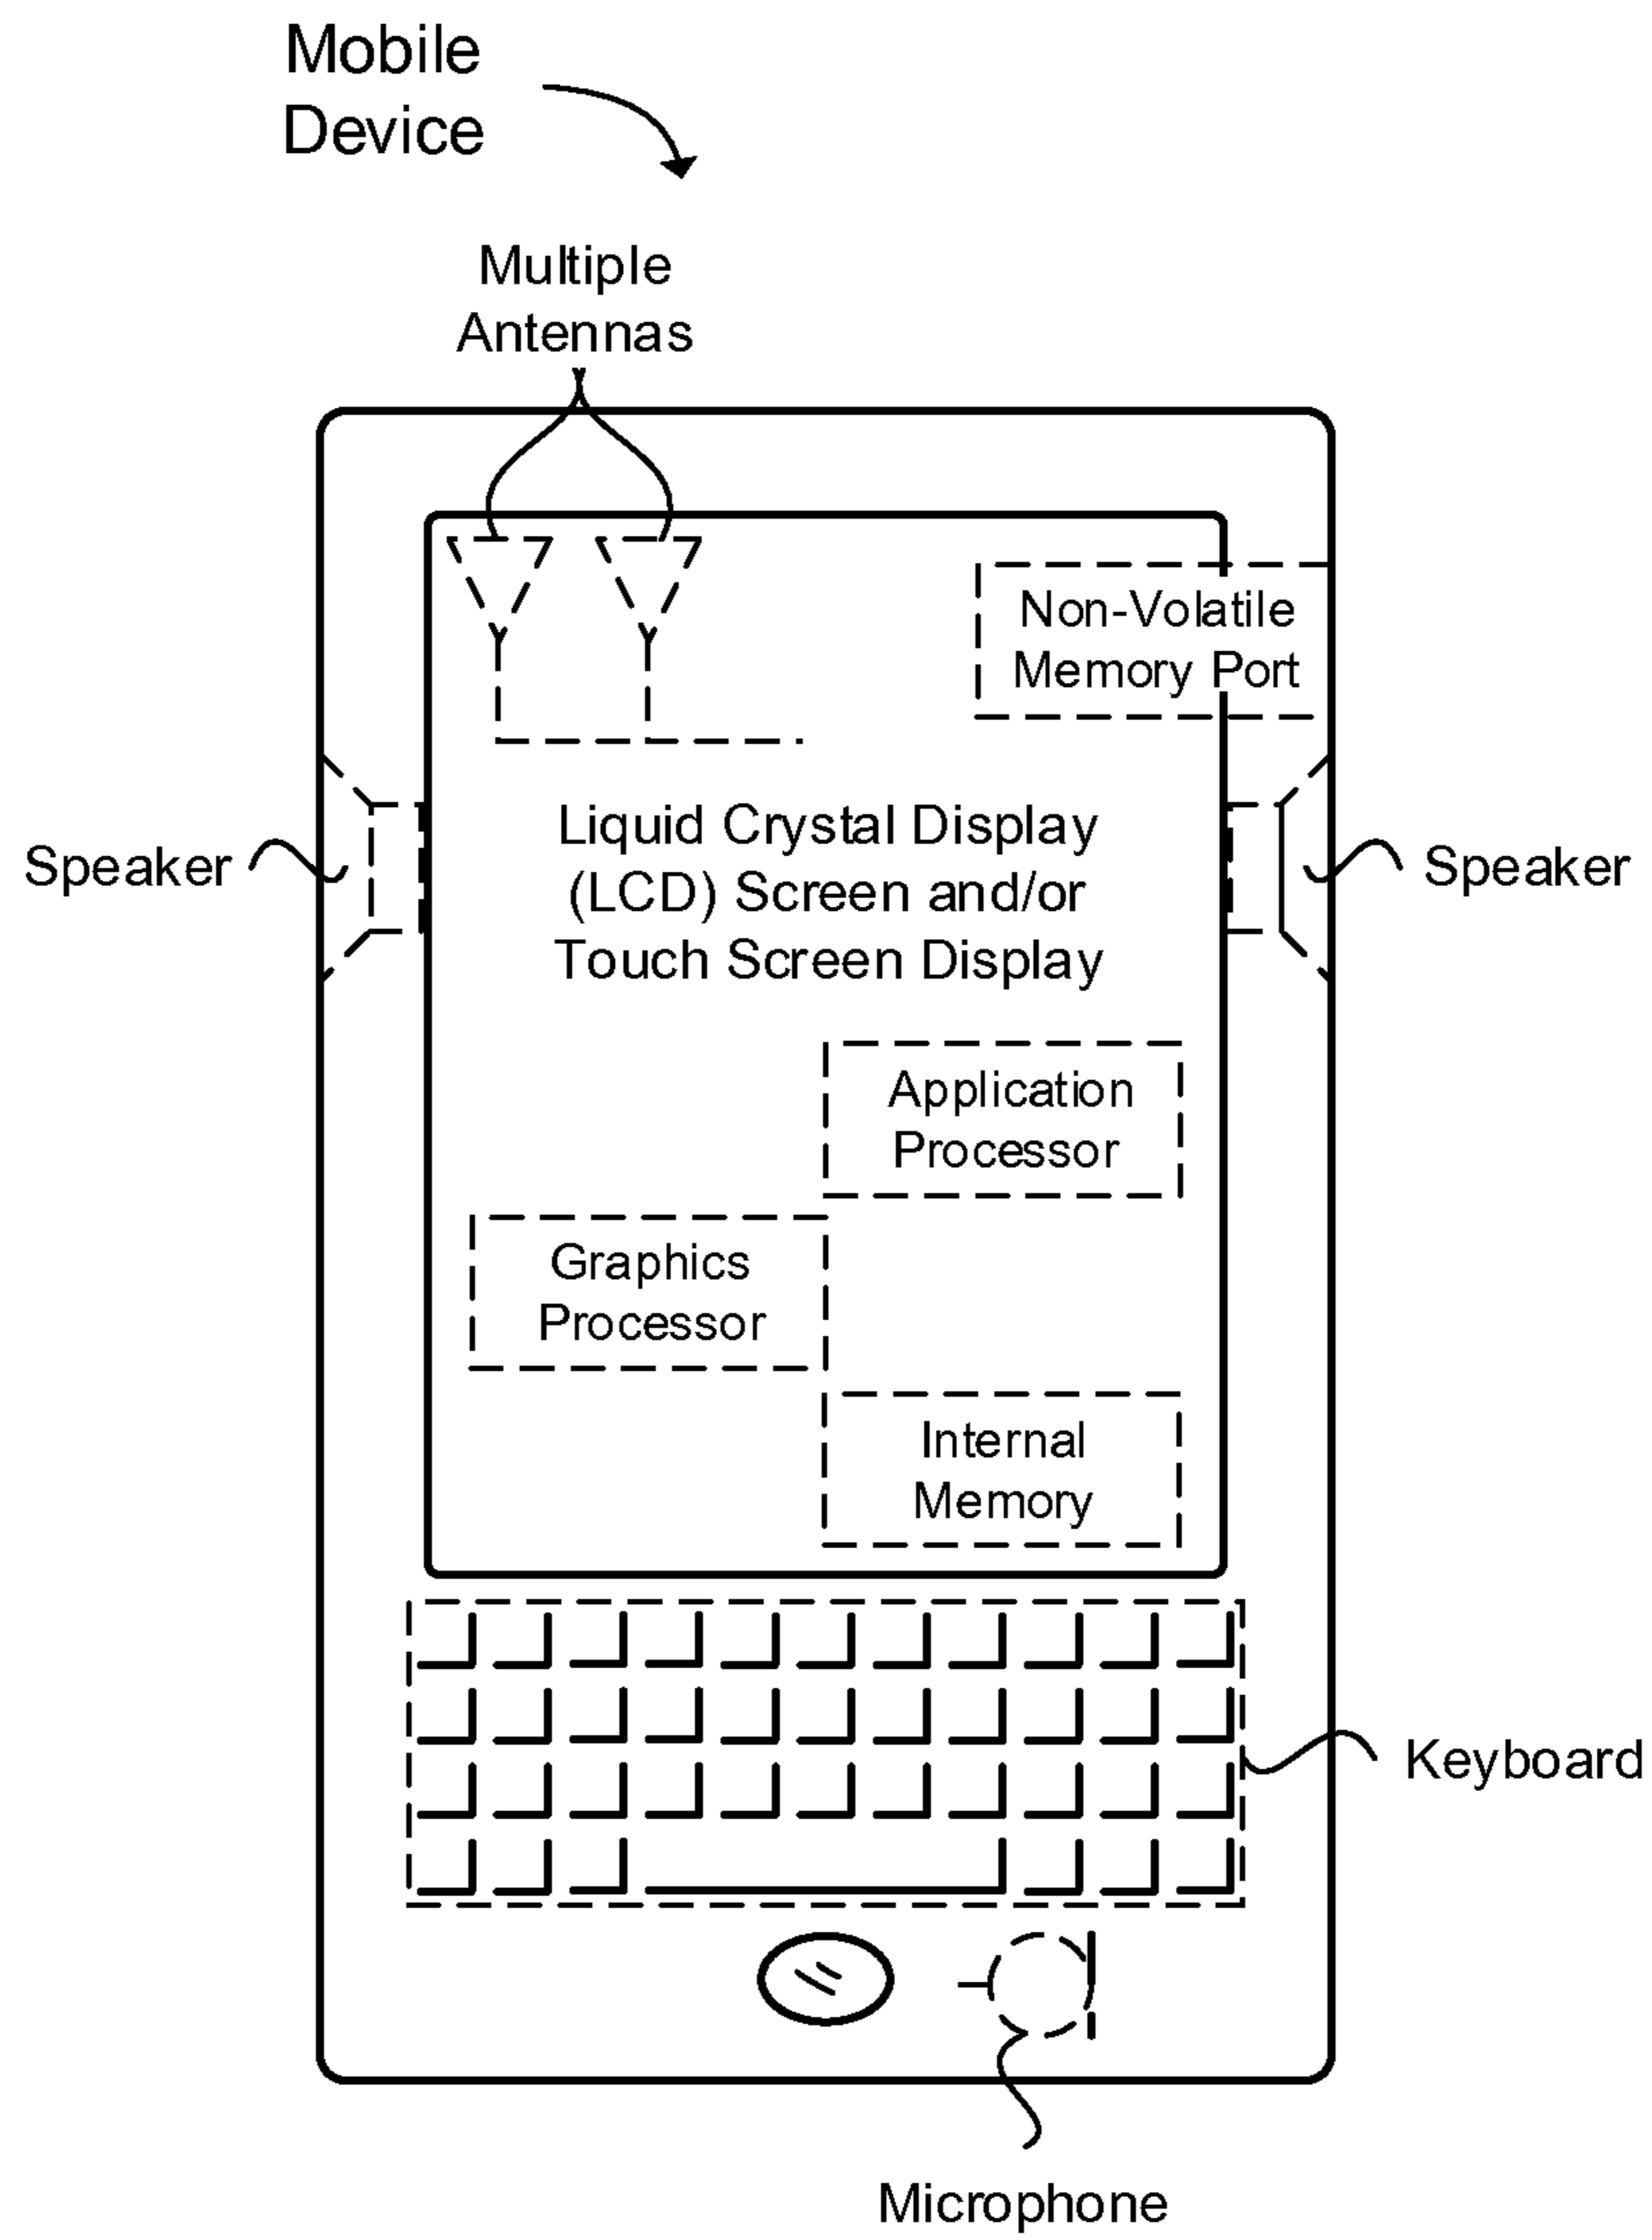 Mobile
Device
Multiple
Antennas
Non-Volatile
Memory Port
Liquid Crystal Display
(LCD) Screen and/or
Touch Screen Display
Speaker
Speaker
Application
Processor
Graphics
Processor
Internal
Memory
Keyboard
Microphone